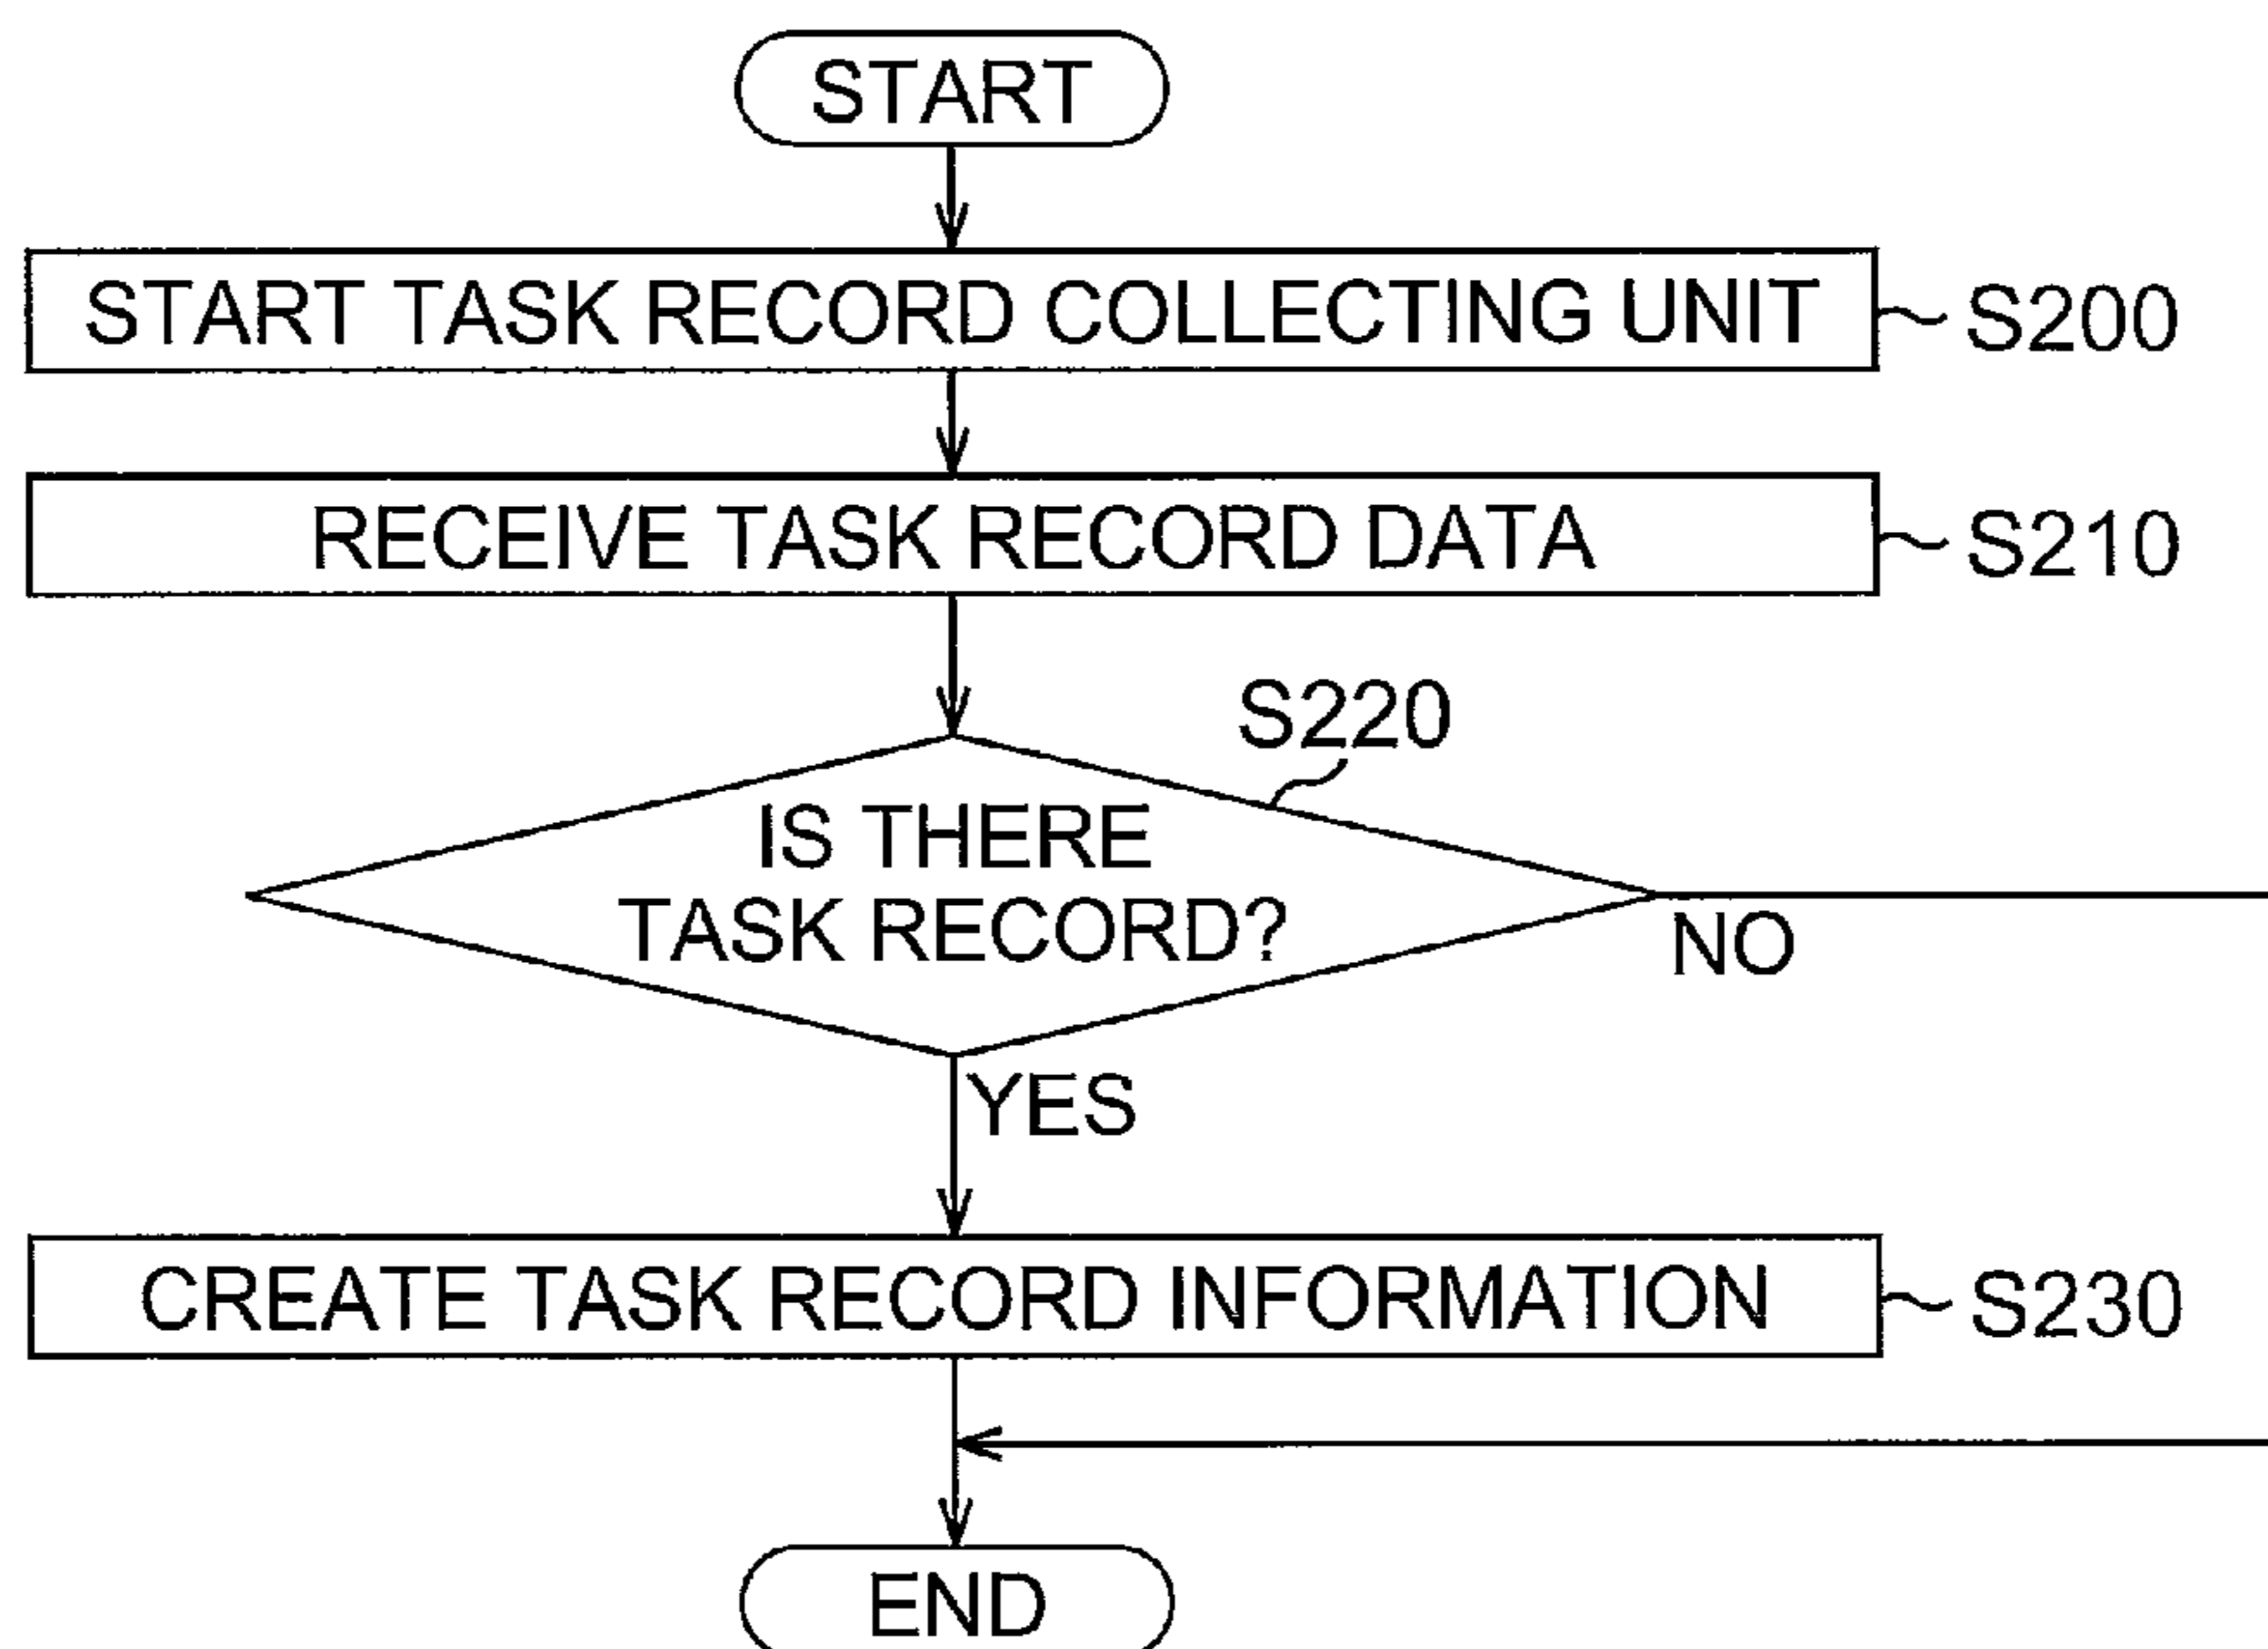 START
START TASK RECORD COLLECTING UNIT
S200
RECEIVE TASK RECORD DATA
S210
S220
IS THERE
TASK RECORD?
NO
YES
CREATE TASK RECORD INFORMATION
S230
END